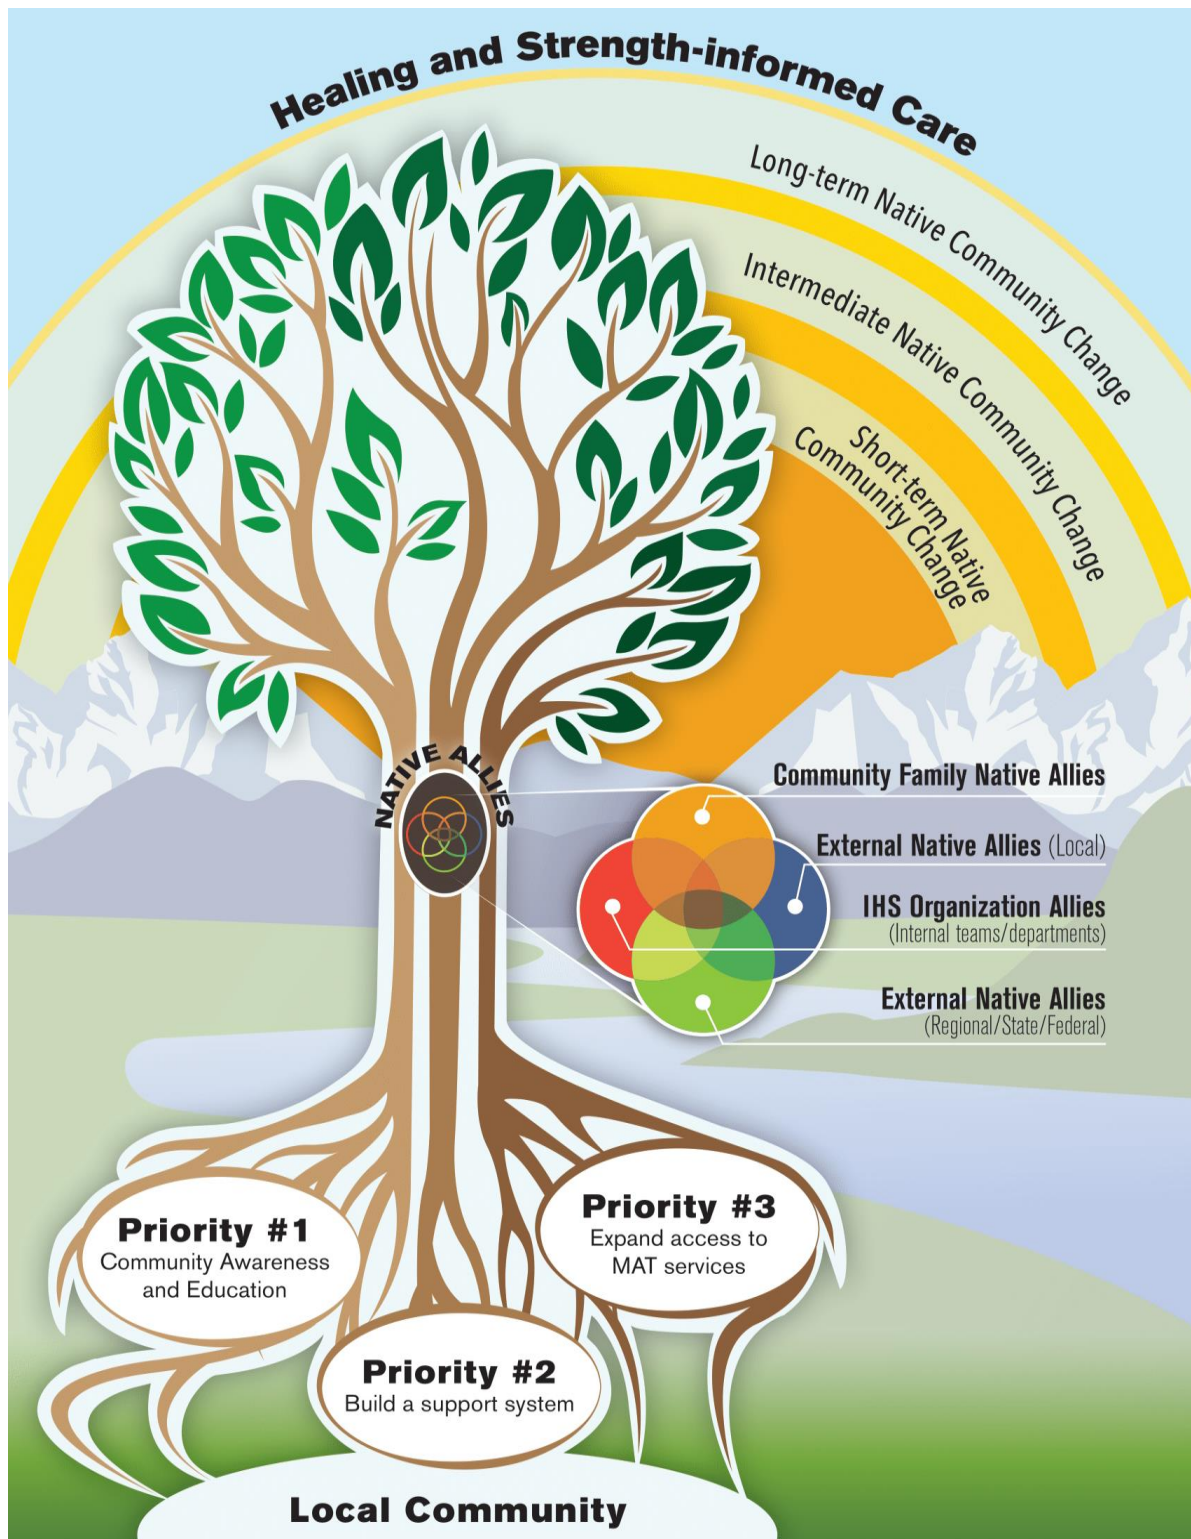 Healing and Strength-informed Care
Long-term Native Community Change
Intermediate Native Community Change
Short-term Native
Community Change
NATIVE ALLIES
Community Family Native Allies
External Native Allies (Local)
IHS Organization Allies
(Internal teams/departments)
External Native Allies
(Regional/State/Federal)
Priority #1
Community Awareness
and Education
Priority #2
Build a support system
Priority #3
Expand access to
MAT services
Local Community